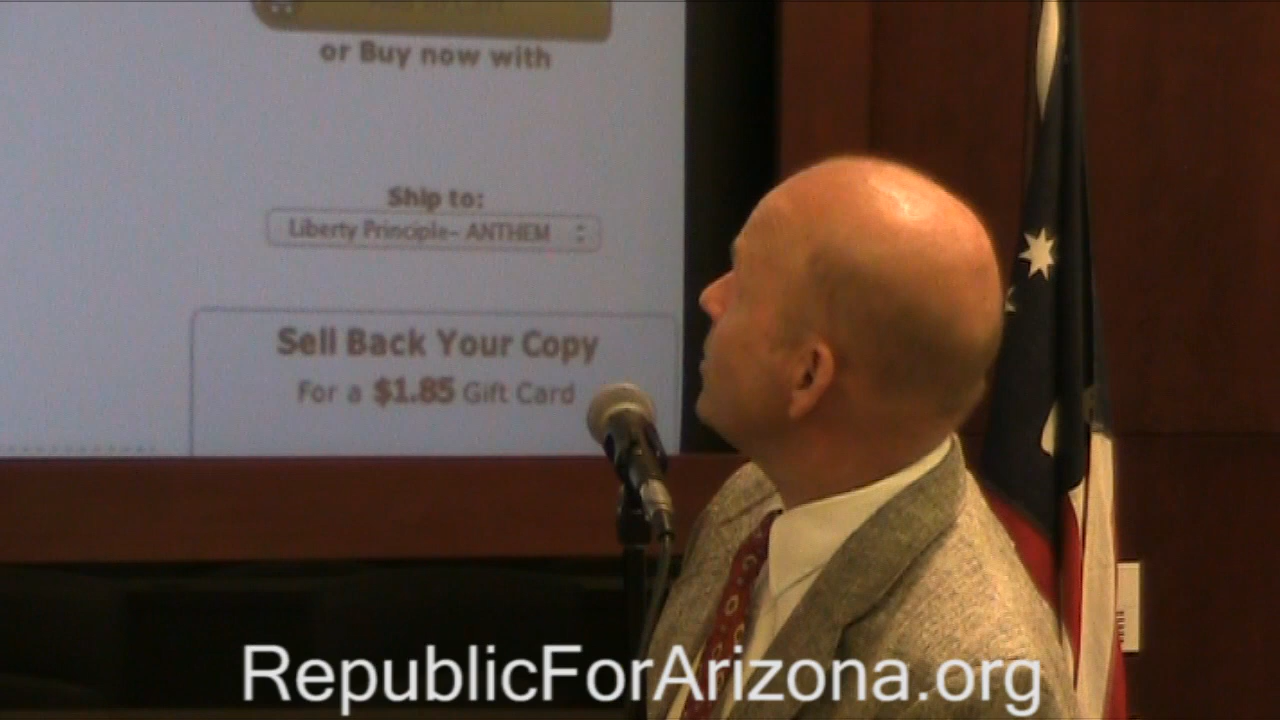 or Buy now with
Ship to:
Liberty Principle- ANTHEM
Sell Back Your Copy
For a $1.85 Gift Card
RepublicForArizona.org